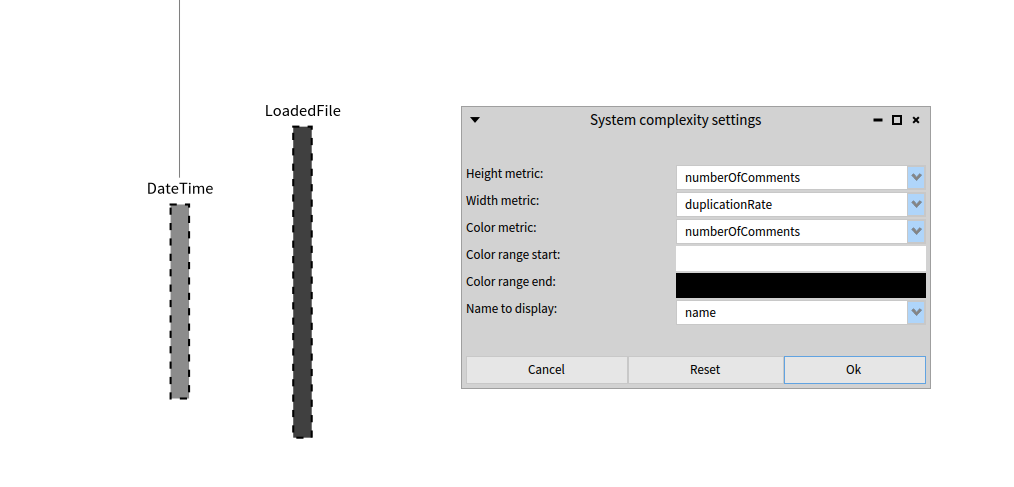 LoadedFile
DateTime
System complexity settings
Height metric: numberOfComments
Width metric: duplicationRate
Color metric: numberOfComments
Color range start:
Color range end:
Name to display: name
Cancel Reset Ok